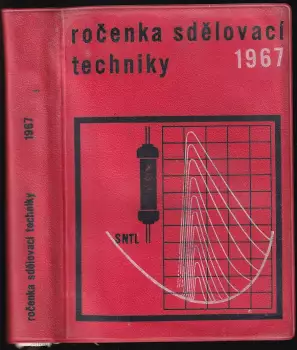 ročenka sdělovací
techniky 1967
SNTL
ročenka sdělovací techniky 1967